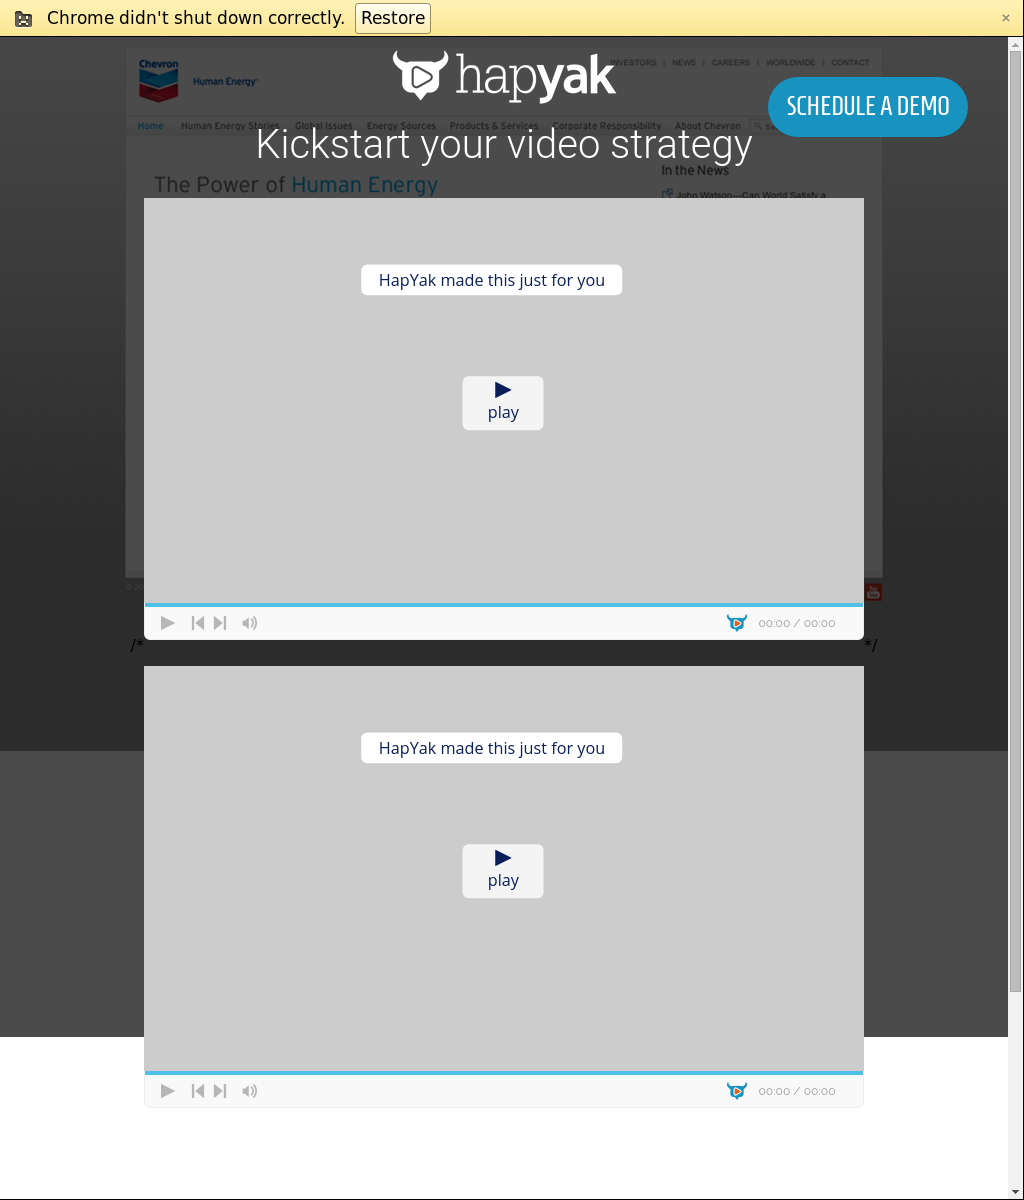 Chrome didn't shut down correctly. Restore ×
Chevron
Human Energy
hapyak
INVESTORS | NEWS | CAREERS | WORLDWIDE | CONTACT
SCHEDULE A DEMO
Home Human Energy Stories Global Issues Energy Sources Products & Services Corporate Responsibility About Chevron
Kickstart your video strategy
In the News
The Power of Human Energy
John Watson—Can World Satisfy a
HapYak made this just for you
play
00:00 / 00:00
/* */
HapYak made this just for you
play
00:00 / 00:00